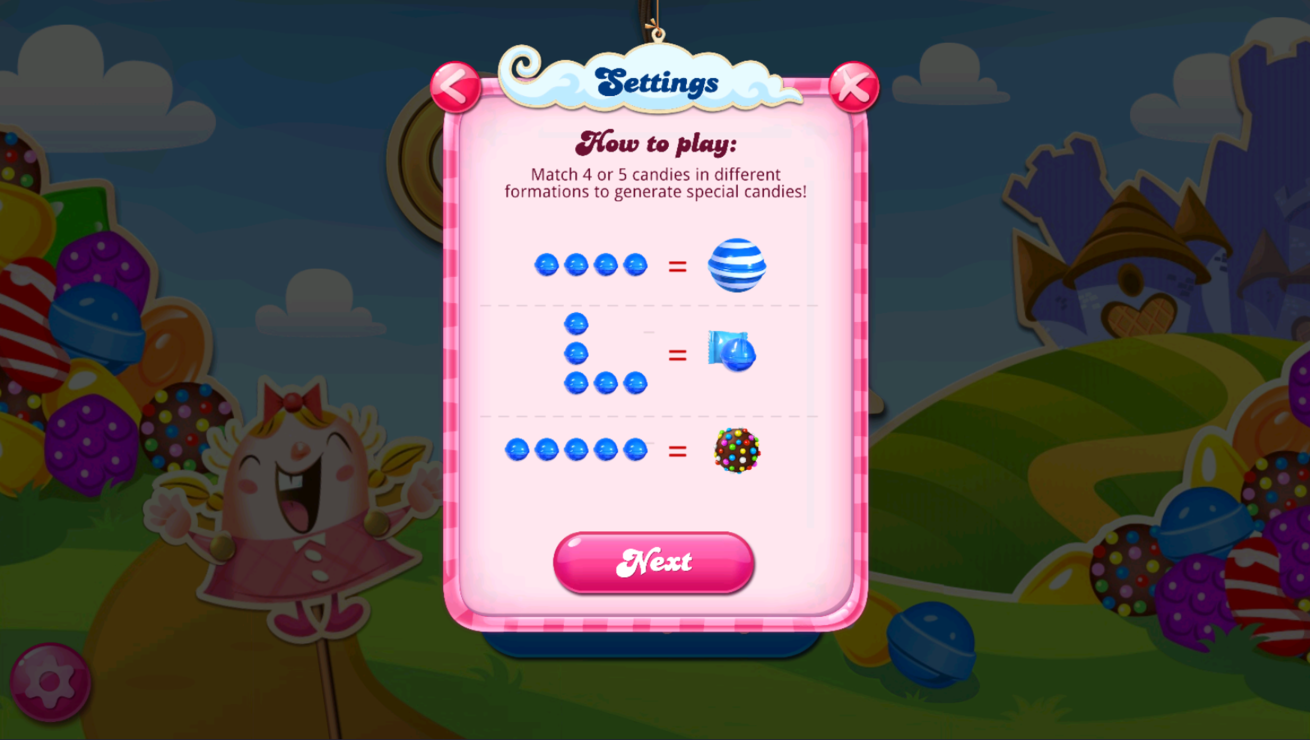 Settings
How to play:
Match 4 or 5 candies in different
formations to generate special candies!
=
=
=
Next